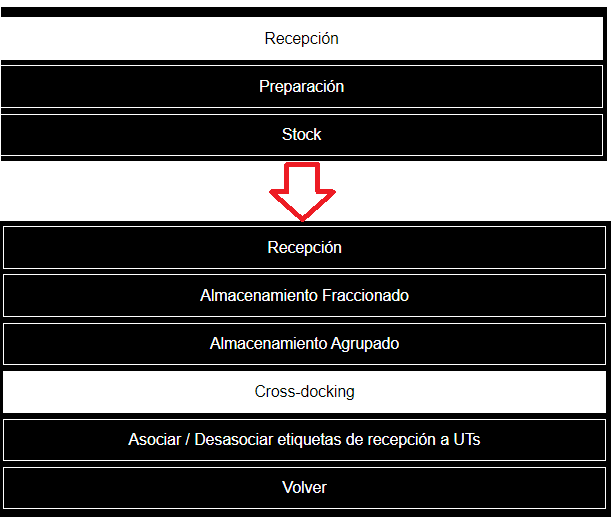 Recepción
Preparación
Stock
Recepción
Almacenamiento Fraccionado
Almacenamiento Agrupado
Cross-docking
Asociar / Desasociar etiquetas de recepción a UTs
Volver